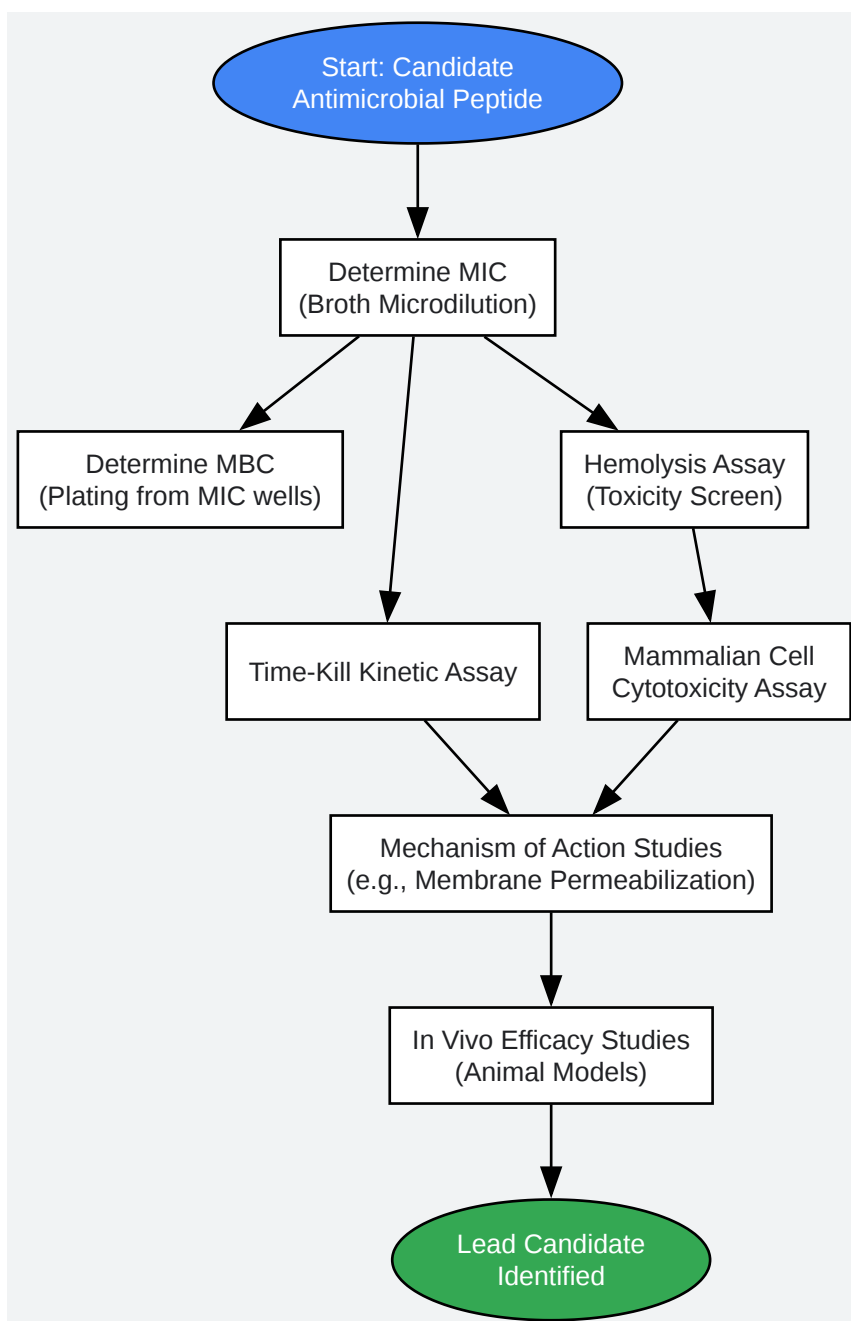 Start: Candidate
Antimicrobial Peptide
Determine MIC
(Broth Microdilution)
Determine MBC
(Plating from MIC wells)
Hemolysis Assay
(Toxicity Screen)
Time-Kill Kinetic Assay
Mammalian Cell
Cytotoxicity Assay
Mechanism of Action Studies
(e.g., Membrane Permeabilization)
In Vivo Efficacy Studies
(Animal Models)
Lead Candidate
Identified